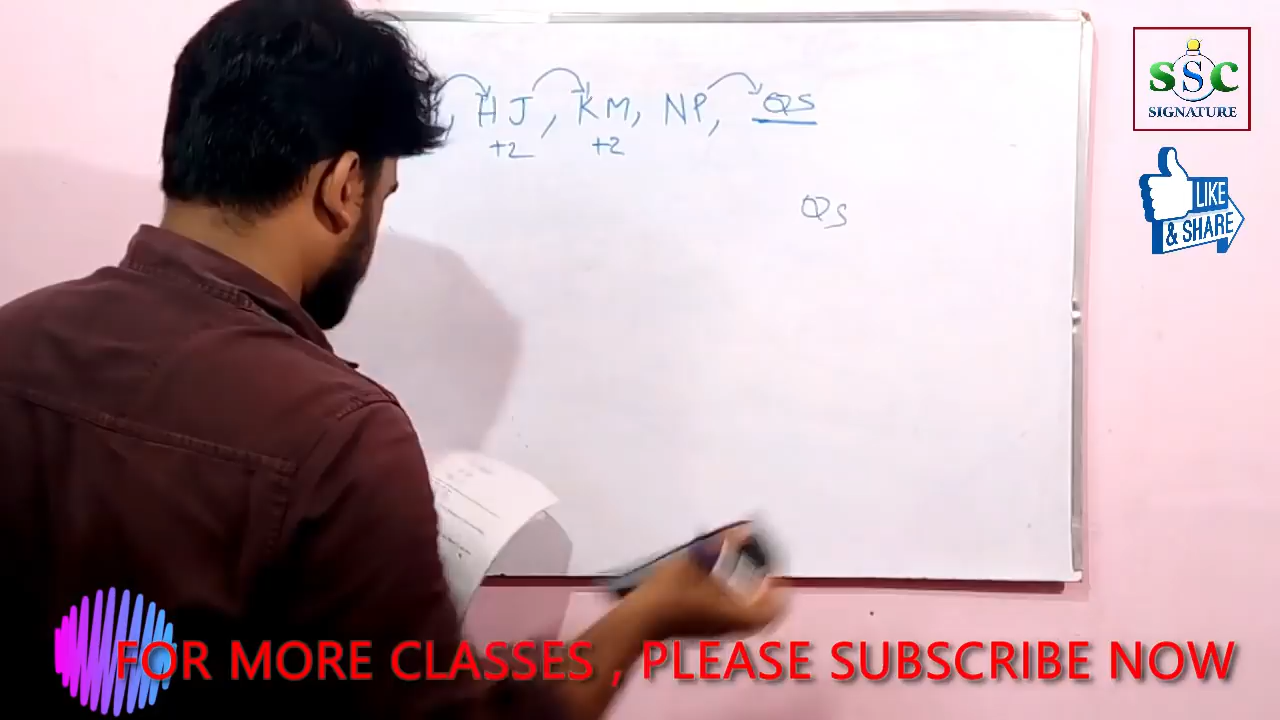 HJ, KM, NP, QS
+2 +2
QS
SSC
SIGNATURE
LIKE
& SHARE
FOR MORE CLASSES , PLEASE SUBSCRIBE NOW